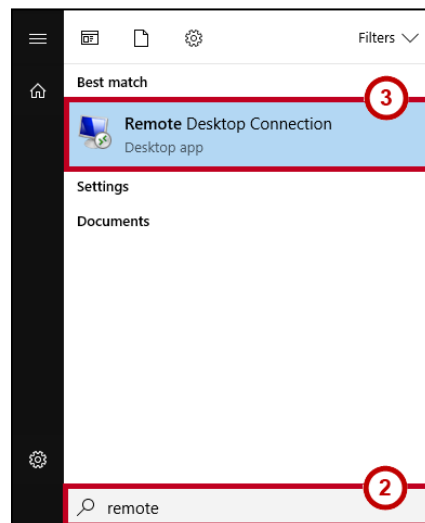 Filters
Best match
3
Remote Desktop Connection
Desktop app
Settings
Documents
2
remote